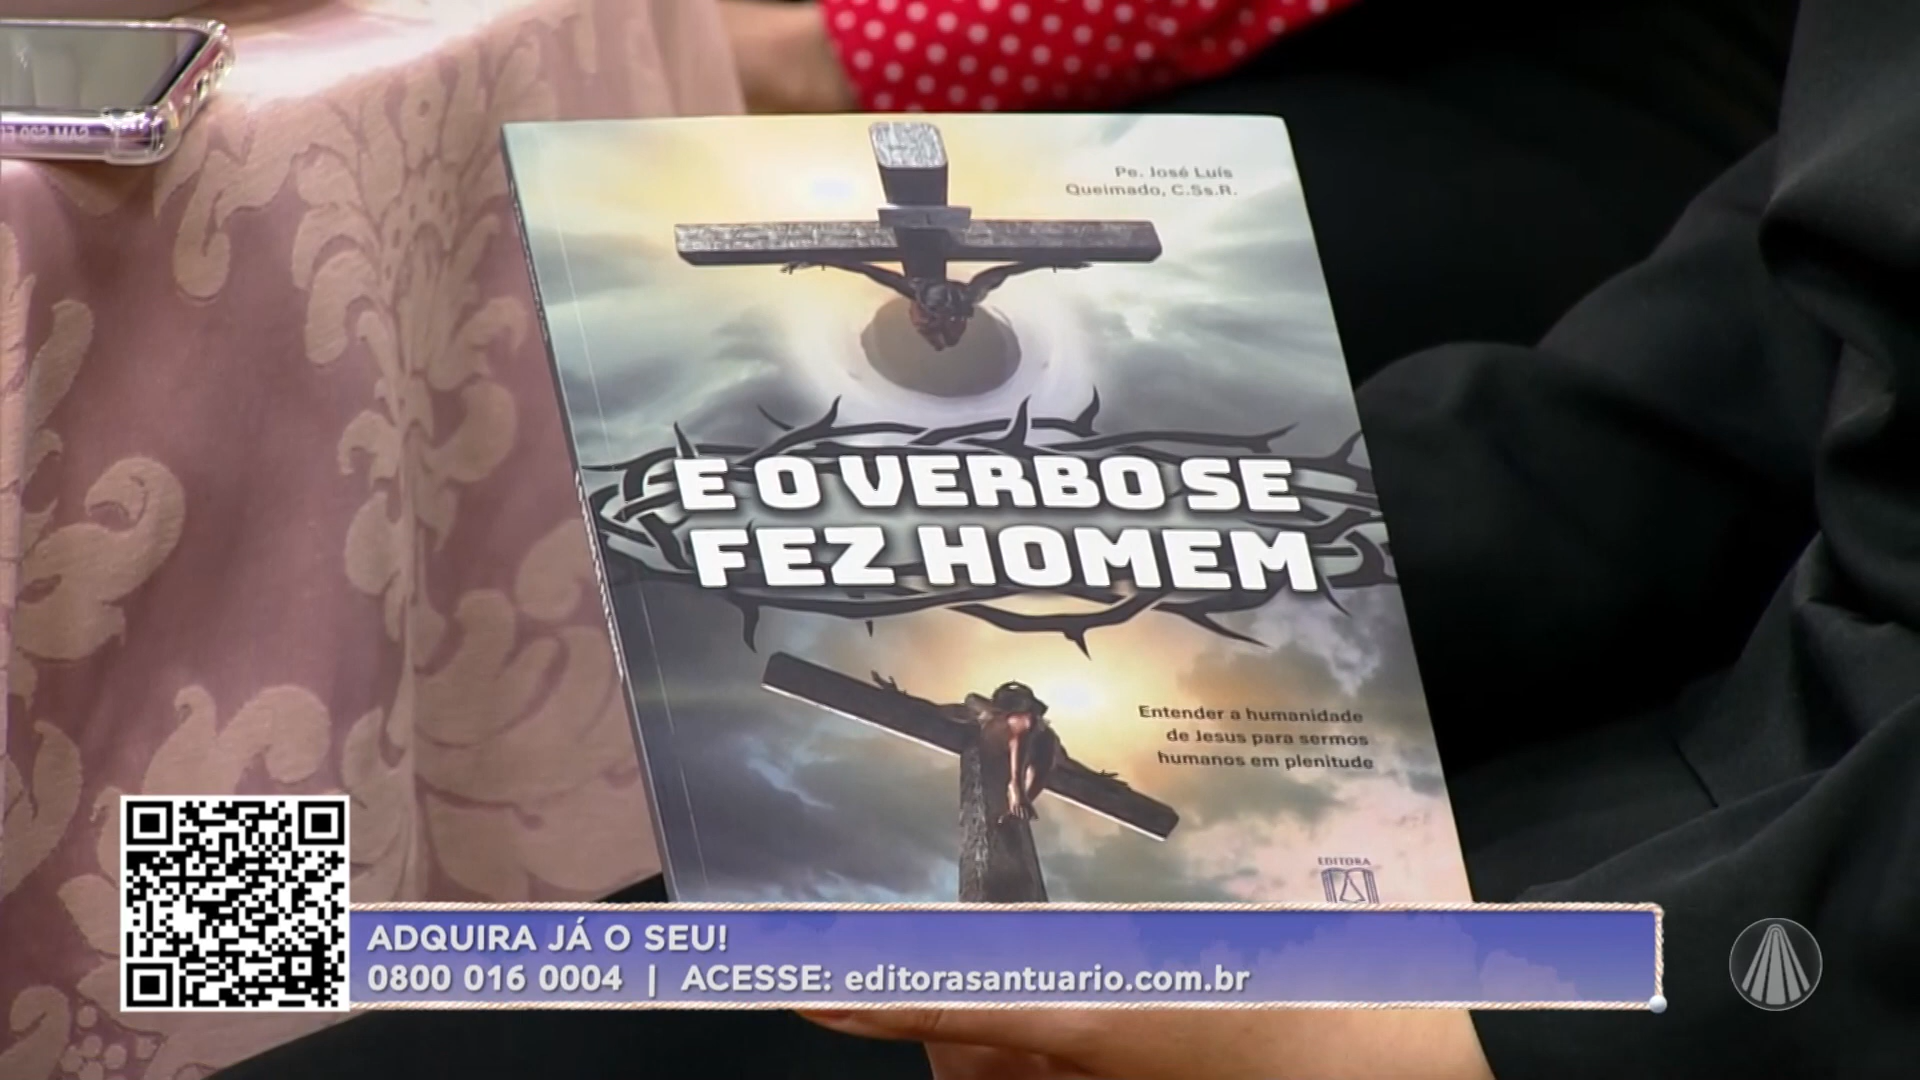 Pe. José Luís
Queimado, C.Ss.R.
E O VERBO SE
FEZ HOMEM
Entender a humanidade
de Jesus para sermos
humanos em plenitude
EDITORA
ADQUIRA JÁ O SEU!
0800 016 0004 | ACESSE: editorasantuario.com.br